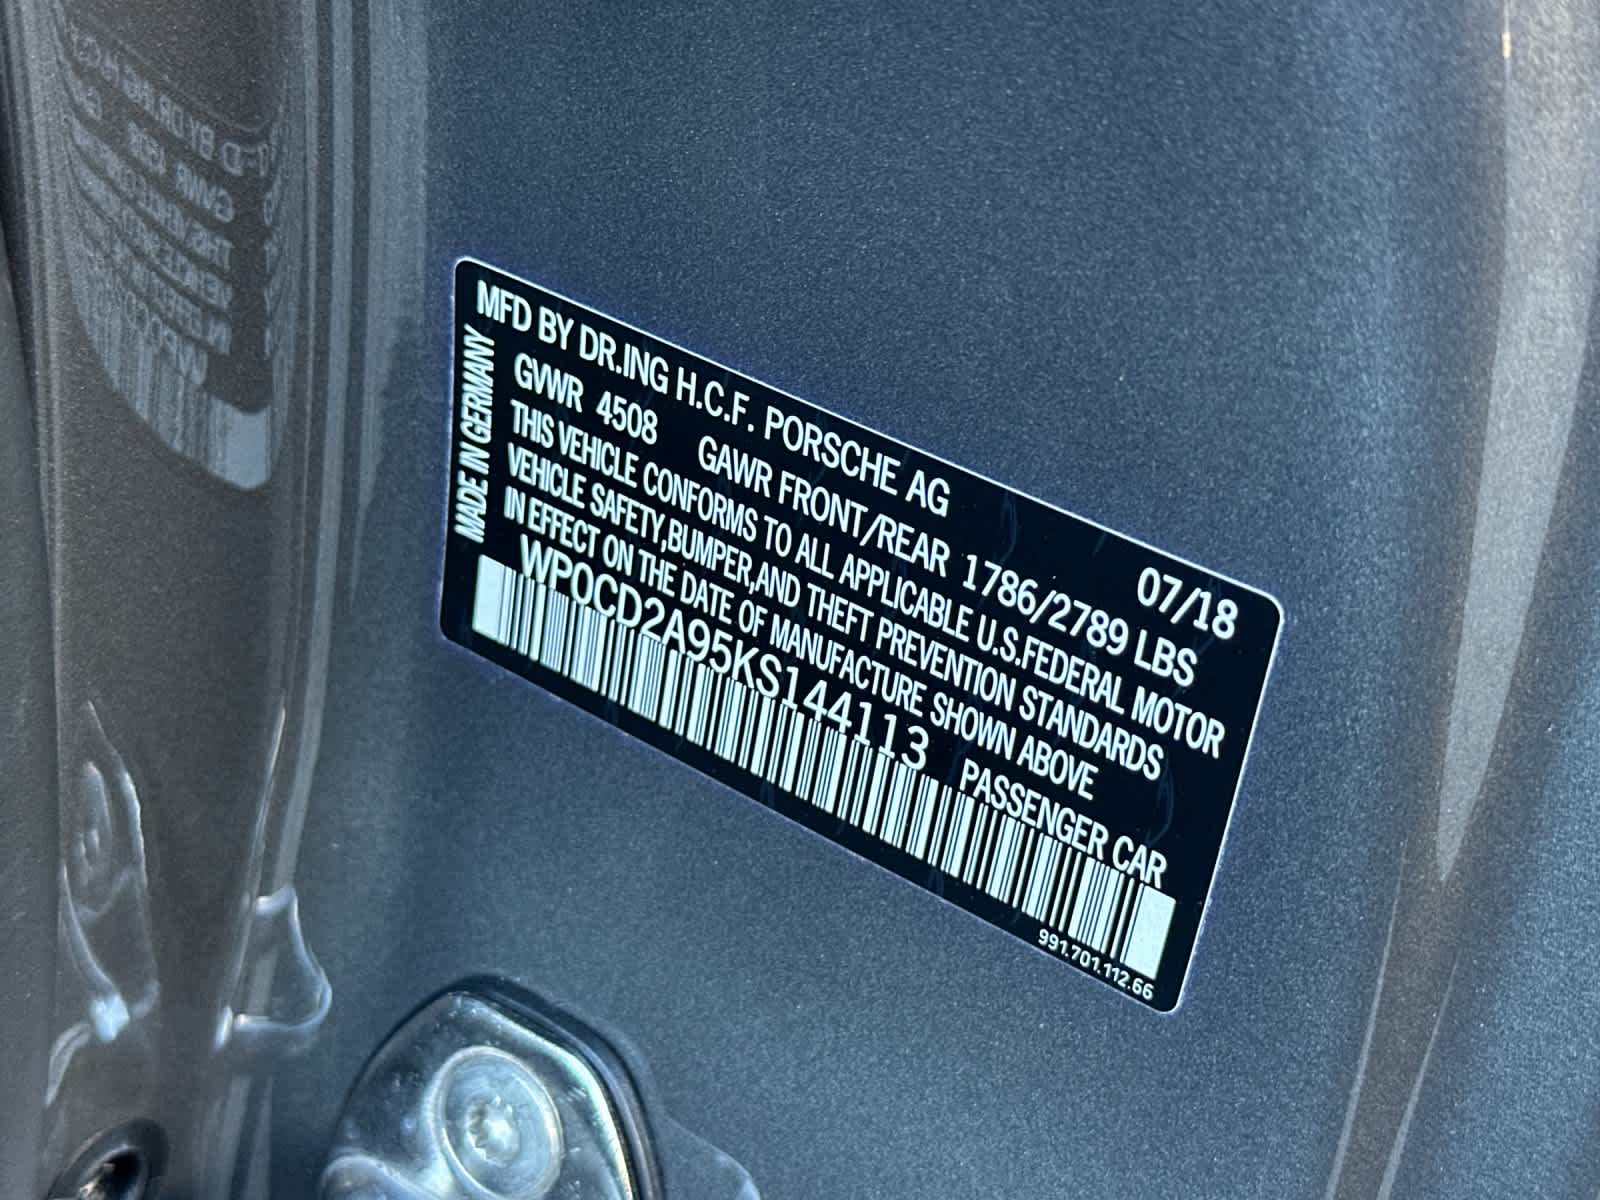 MFD BY DR.ING H.C.F. PORSCHE AG 07/18
GVWR 4508 GAWR FRONT/REAR 1786/2789 LBS
THIS VEHICLE CONFORMS TO ALL APPLICABLE U.S.FEDERAL MOTOR
VEHICLE SAFETY,BUMPER,AND THEFT PREVENTION STANDARDS
IN EFFECT ON THE DATE OF MANUFACTURE SHOWN ABOVE
WP0CD2A95KS144113 PASSENGER CAR
991.701.112.66
MADE IN GERMANY